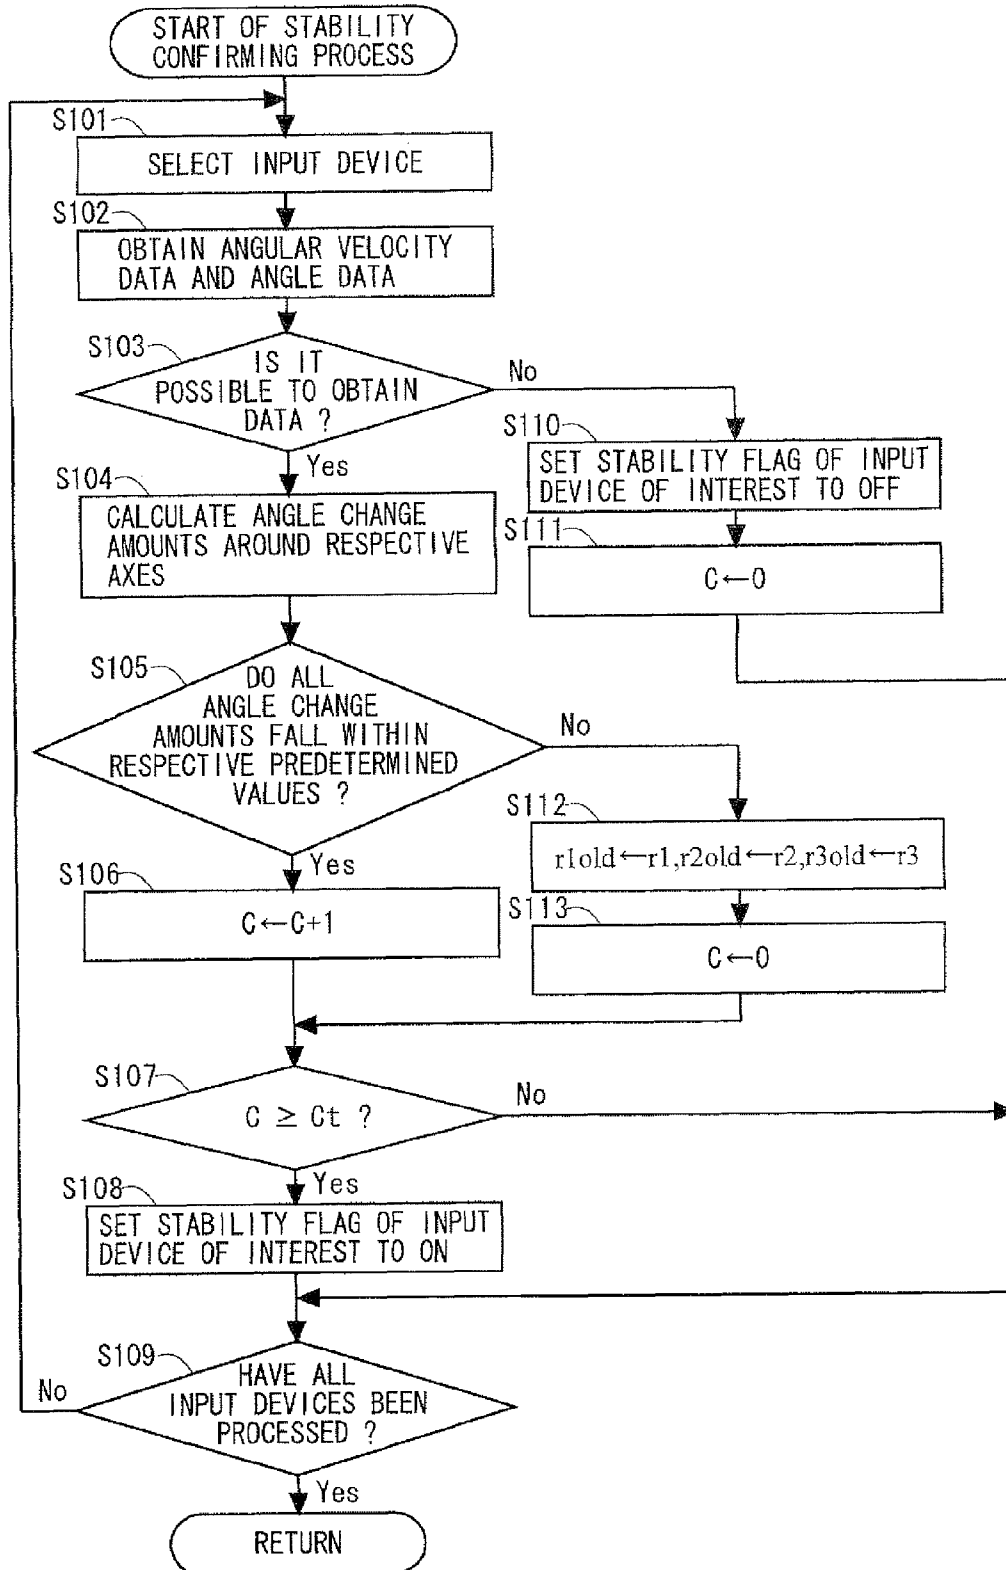 START OF STABILITY
CONFIRMING PROCESS
S101
SELECT INPUT DEVICE
S102
OBTAIN ANGULAR VELOCITY
DATA AND ANGLE DATA
S103
IS IT
POSSIBLE TO OBTAIN
DATA ?
No
Yes
S110
SET STABILITY FLAG OF INPUT
DEVICE OF INTEREST TO OFF
S111
C←0
S104
CALCULATE ANGLE CHANGE
AMOUNTS AROUND RESPECTIVE
AXES
S105
DO ALL
ANGLE CHANGE
AMOUNTS FALL WITHIN
RESPECTIVE PREDETERMINED
VALUES ?
No
Yes
S112
r1old←r1,r2old←r2,r3old←r3
S113
C←0
S106
C←C+1
S107
C ≥ Ct ?
No
Yes
S108
SET STABILITY FLAG OF INPUT
DEVICE OF INTEREST TO ON
S109
HAVE ALL
INPUT DEVICES BEEN
PROCESSED ?
No
Yes
RETURN